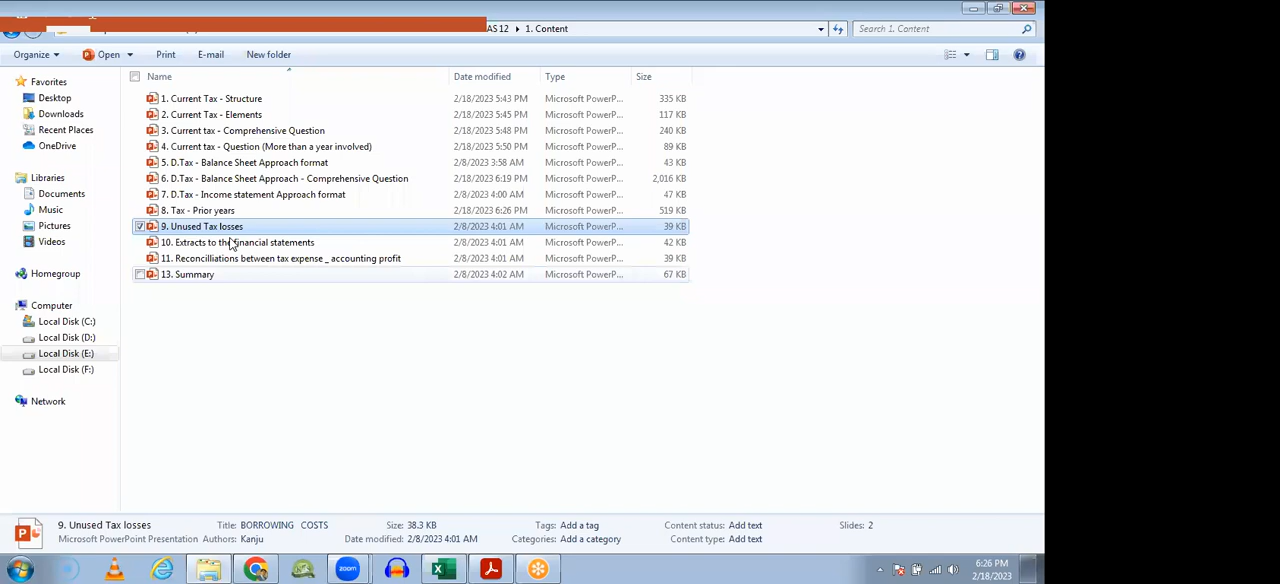 AS 12 ▸ 1. Content
Search 1. Content
Organize Open Print E-mail New folder
Name Date modified Type Size
Favorites
Desktop
Downloads
Recent Places
OneDrive
Libraries
Documents
Music
Pictures
Videos
Homegroup
Computer
Local Disk (C:)
Local Disk (D:)
Local Disk (E:)
Local Disk (F:)
Network
1. Current Tax - Structure 2/18/2023 5:43 PM Microsoft PowerP... 335 KB
2. Current Tax - Elements 2/18/2023 5:45 PM Microsoft PowerP... 117 KB
3. Current tax - Comprehensive Question 2/18/2023 5:48 PM Microsoft PowerP... 240 KB
4. Current tax - Question (More than a year involved) 2/18/2023 5:50 PM Microsoft PowerP... 89 KB
5. D.Tax - Balance Sheet Approach format 2/8/2023 3:58 AM Microsoft PowerP... 43 KB
6. D.Tax - Balance Sheet Approach - Comprehensive Question 2/18/2023 6:19 PM Microsoft PowerP... 2,016 KB
7. D.Tax - Income statement Approach format 2/8/2023 4:00 AM Microsoft PowerP... 47 KB
8. Tax - Prior years 2/18/2023 6:26 PM Microsoft PowerP... 519 KB
9. Unused Tax losses 2/8/2023 4:01 AM Microsoft PowerP... 39 KB
10. Extracts to the financial statements 2/8/2023 4:01 AM Microsoft PowerP... 42 KB
11. Reconcilliations between tax expense _ accounting profit 2/8/2023 4:01 AM Microsoft PowerP... 39 KB
13. Summary 2/8/2023 4:02 AM Microsoft PowerP... 67 KB
9. Unused Tax losses Title: BORROWING COSTS Size: 38.3 KB Tags: Add a tag Content status: Add text Slides: 2
Microsoft PowerPoint Presentation Authors: Kanju Date modified: 2/8/2023 4:01 AM Categories: Add a category Content type: Add text
zoom
6:26 PM
2/18/2023